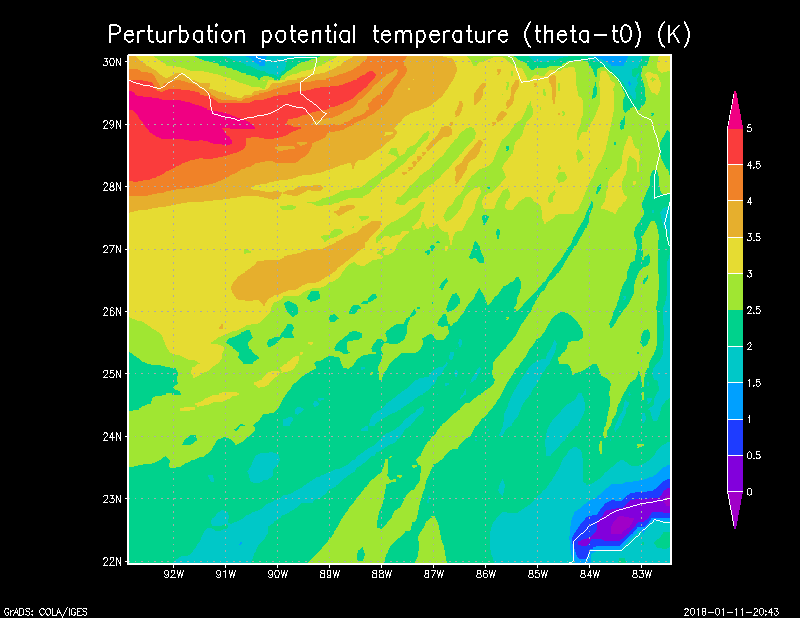 Perturbation potential temperature (theta-t0) (K)
30N
29N
28N
27N
26N
25N
24N
23N
22N
92W 91W 90W 89W 88W 87W 86W 85W 84W 83W
5
4.5
4
3.5
3
2.5
2
1.5
1
0.5
0
GrADS: COLA/IGES
2018-01-11-20:43